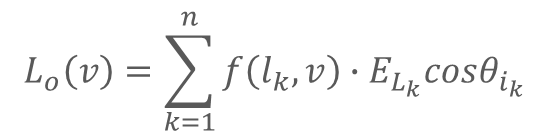 L_o(v) = \sum_{k=1}^{n} f(l_k, v) \cdot E_{L_k} cos\theta_{i_k}